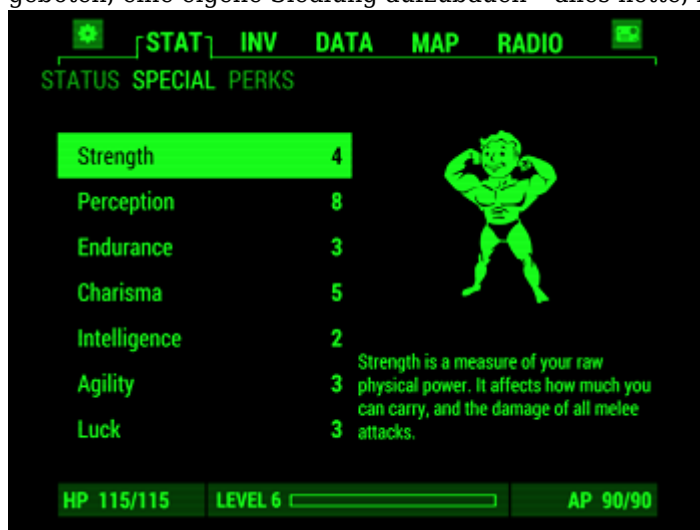 STAT INV DATA MAP RADIO
STATUS SPECIAL PERKS
Strength 4
Perception 8
Endurance 3
Charisma 5
Intelligence 2
Agility 3
Luck 3
Strength is a measure of your raw
physical power. It affects how much you
can carry, and the damage of all melee
attacks.
HP 115/115 LEVEL 6 AP 90/90